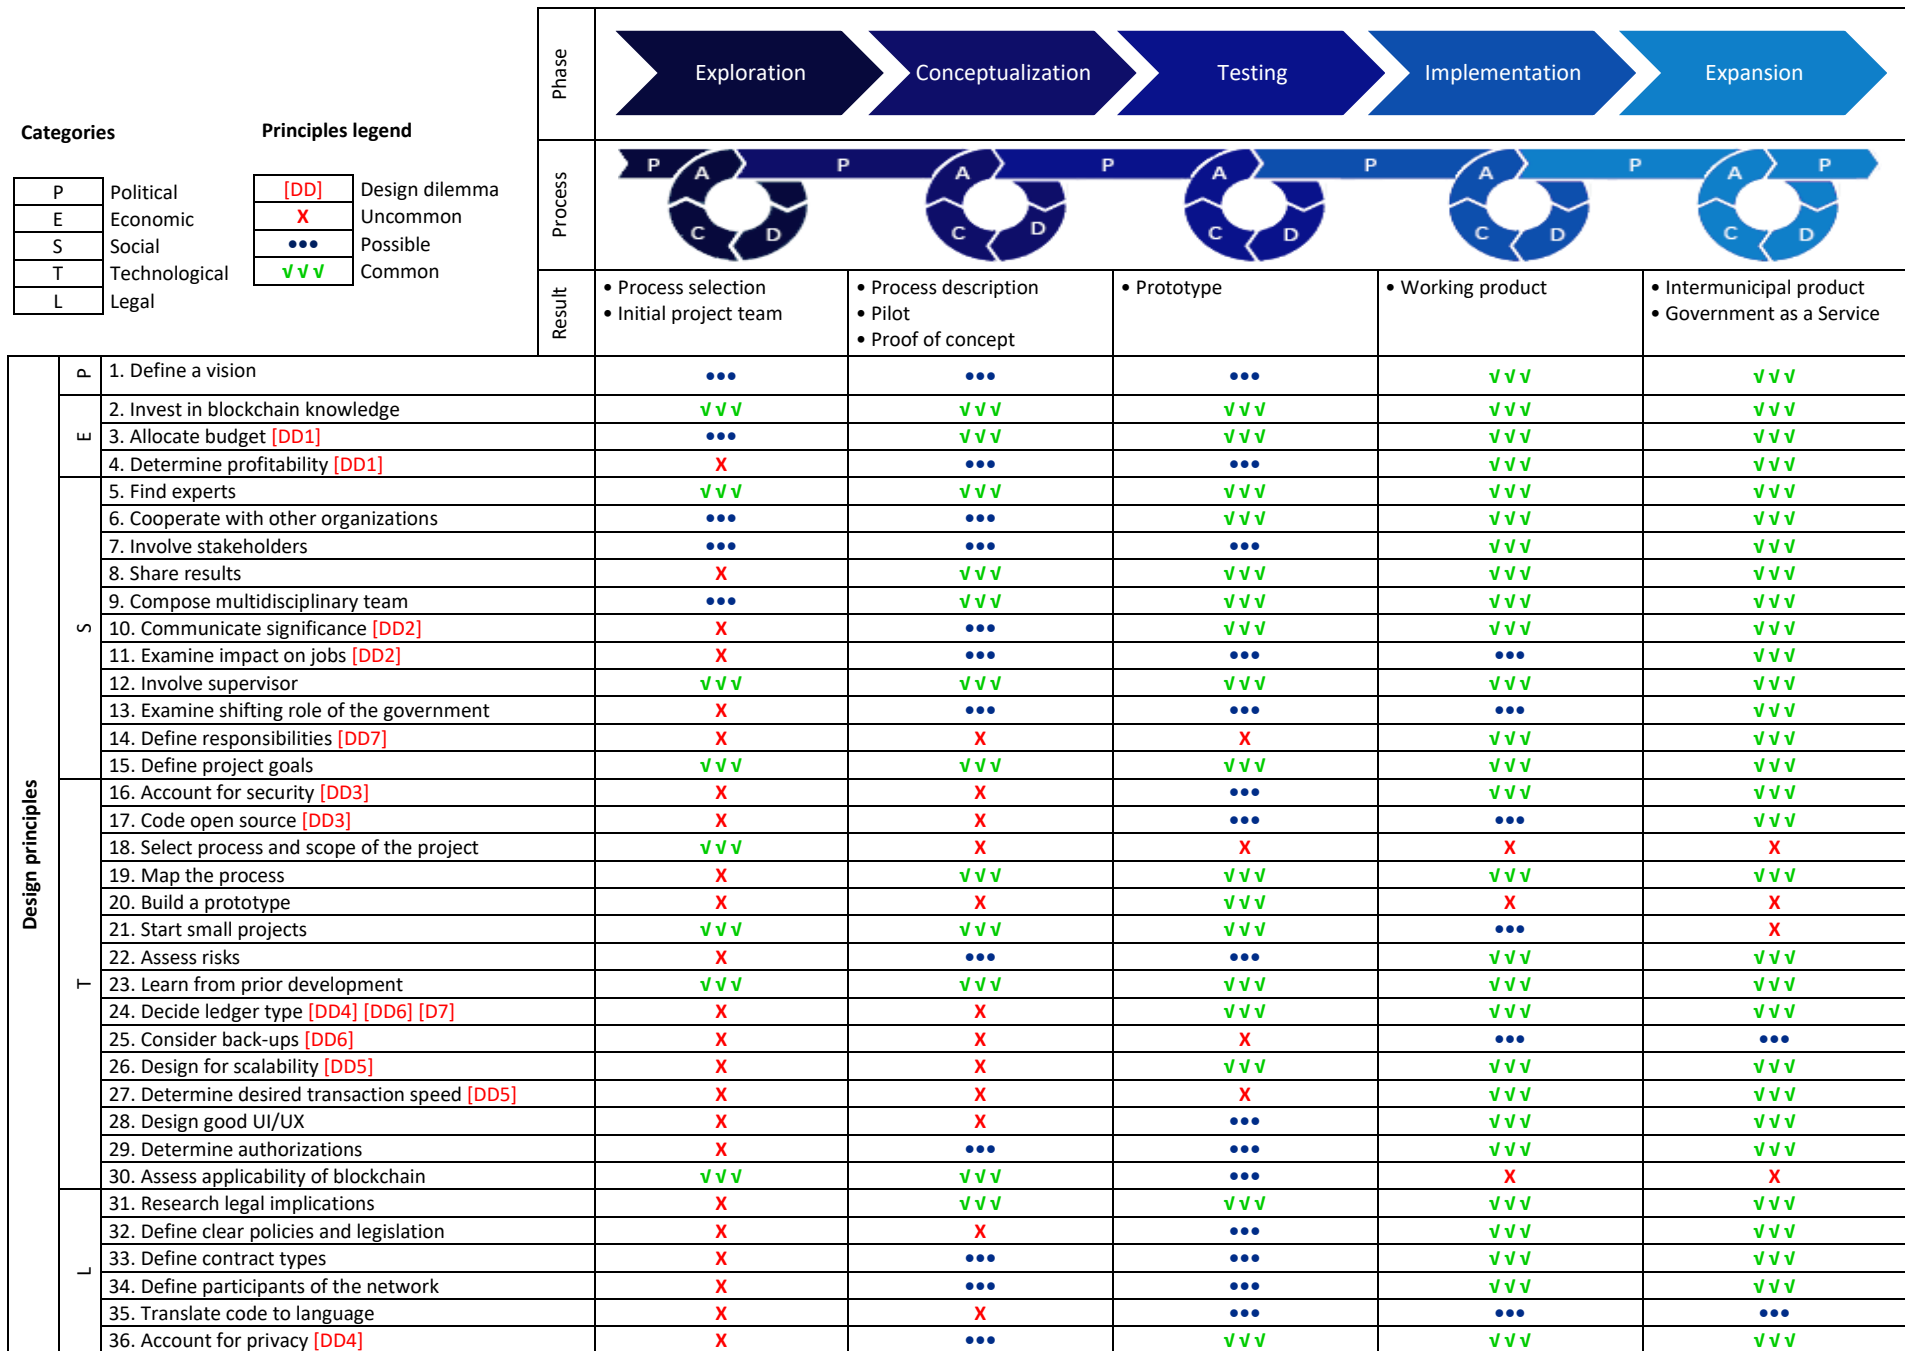 Phase
Exploration
Conceptualization
Testing
Implementation
Expansion
Categories
Principles legend
P Political
E Economic
S Social
T Technological
L Legal
[DD] Design dilemma
X Uncommon
••• Possible
√√√ Common
Process
P A P A P A P A P A P
C D C D C D C D C D
Result
• Process selection
• Initial project team
• Process description
• Pilot
• Proof of concept
• Prototype
• Working product
• Intermunicipal product
• Government as a Service
Design principles
P
1. Define a vision ••• ••• ••• √√√ √√√
E
2. Invest in blockchain knowledge √√√ √√√ √√√ √√√ √√√
3. Allocate budget [DD1] ••• √√√ √√√ √√√ √√√
4. Determine profitability [DD1] X ••• ••• √√√ √√√
S
5. Find experts √√√ √√√ √√√ √√√ √√√
6. Cooperate with other organizations ••• ••• √√√ √√√ √√√
7. Involve stakeholders ••• ••• ••• √√√ √√√
8. Share results X √√√ √√√ √√√ √√√
9. Compose multidisciplinary team ••• √√√ √√√ √√√ √√√
10. Communicate significance [DD2] X ••• √√√ √√√ √√√
11. Examine impact on jobs [DD2] X ••• ••• ••• √√√
12. Involve supervisor √√√ √√√ √√√ √√√ √√√
13. Examine shifting role of the government X ••• ••• ••• √√√
14. Define responsibilities [DD7] X X X √√√ √√√
15. Define project goals √√√ √√√ √√√ √√√ √√√
T
16. Account for security [DD3] X X ••• √√√ √√√
17. Code open source [DD3] X X ••• ••• √√√
18. Select process and scope of the project √√√ X X X X
19. Map the process X √√√ √√√ √√√ √√√
20. Build a prototype X X √√√ X X
21. Start small projects √√√ √√√ √√√ ••• X
22. Assess risks X ••• ••• √√√ √√√
23. Learn from prior development √√√ √√√ √√√ √√√ √√√
24. Decide ledger type [DD4] [DD6] [D7] X X √√√ √√√ √√√
25. Consider back-ups [DD6] X X X ••• •••
26. Design for scalability [DD5] X X √√√ √√√ √√√
27. Determine desired transaction speed [DD5] X X X √√√ √√√
28. Design good UI/UX X X ••• √√√ √√√
29. Determine authorizations X ••• ••• √√√ √√√
30. Assess applicability of blockchain √√√ √√√ ••• X X
L
31. Research legal implications X √√√ √√√ √√√ √√√
32. Define clear policies and legislation X X ••• √√√ √√√
33. Define contract types X ••• ••• √√√ √√√
34. Define participants of the network X ••• ••• √√√ √√√
35. Translate code to language X X ••• ••• •••
36. Account for privacy [DD4] X ••• √√√ √√√ √√√